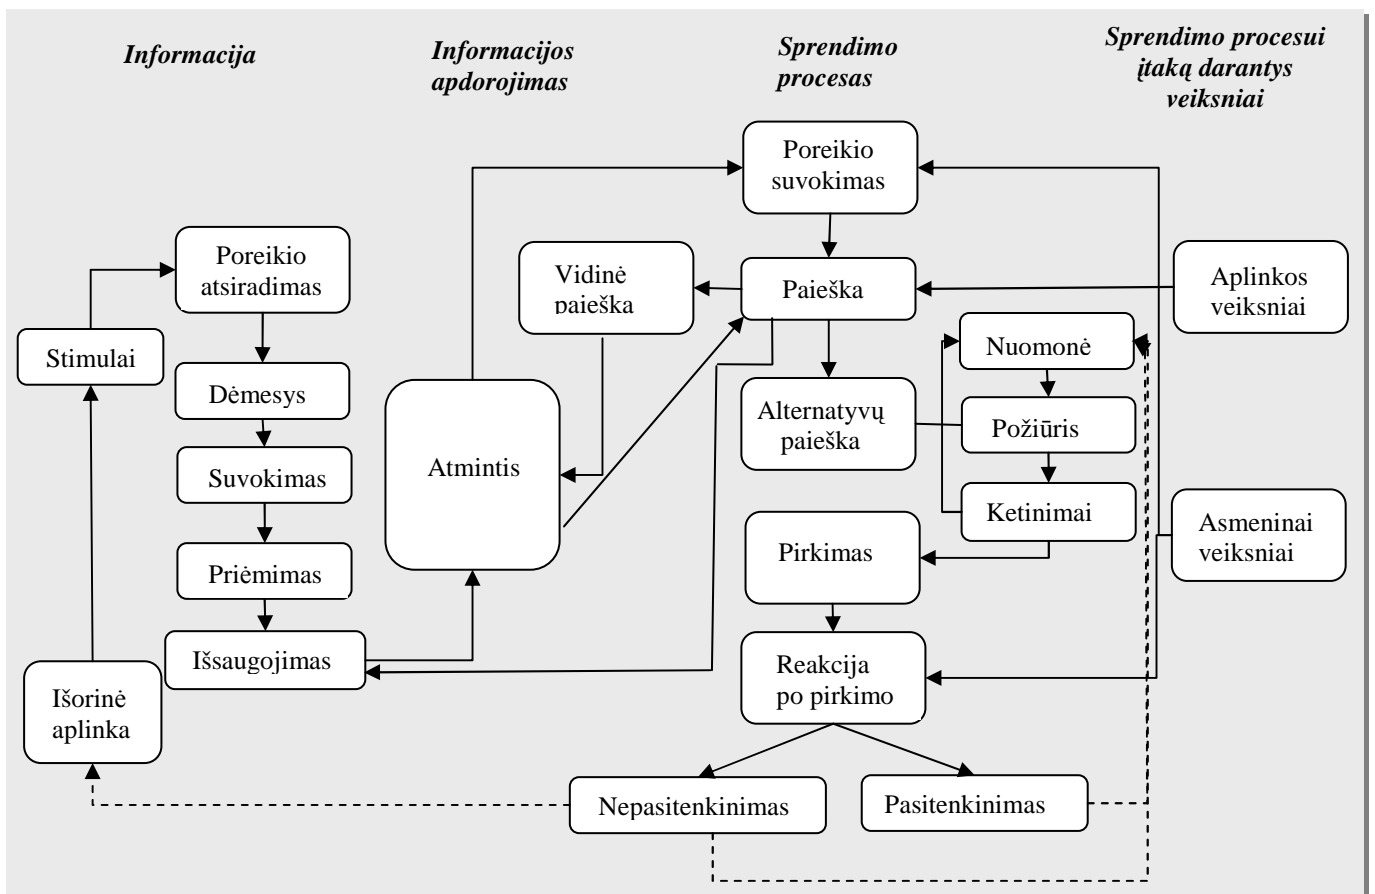 Informacija
Informacijos
apdorojimas
Sprendimo
procesas
Sprendimo procesui
įtaką darantys
veiksniai
Poreikio
suvokimas
Poreikio
atsiradimas
Vidinė
paieška
Paieška
Aplinkos
veiksniai
Stimulai
Nuomonė
Dėmesys
Alternatyvų
paieška
Požiūris
Atmintis
Suvokimas
Ketinimai
Asmeninai
veiksniai
Pirkimas
Priėmimas
Išsaugojimas
Reakcija
po pirkimo
Išorinė
aplinka
Nepasitenkinimas
Pasitenkinimas